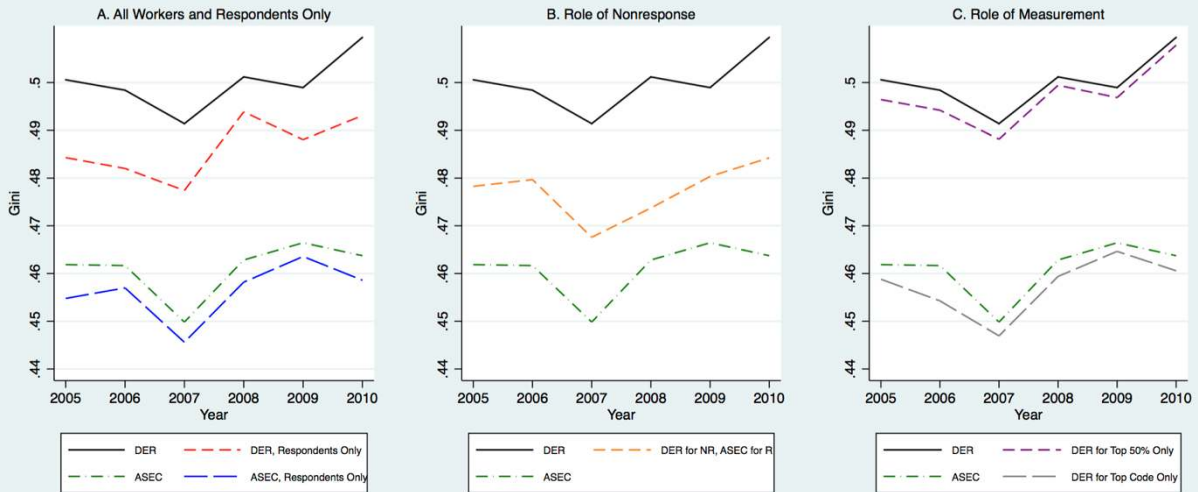 A. All Workers and Respondents Only
Gini
.5
.49
.48
.47
.46
.45
.44
2005 2006 2007 2008 2009 2010
Year
DER DER, Respondents Only
ASEC ASEC, Respondents Only
B. Role of Nonresponse
Gini
.5
.49
.48
.47
.46
.45
.44
2005 2006 2007 2008 2009 2010
Year
DER DER for NR, ASEC for R
ASEC
C. Role of Measurement
Gini
.5
.49
.48
.47
.46
.45
.44
2005 2006 2007 2008 2009 2010
Year
DER DER for Top 50% Only
ASEC DER for Top Code Only